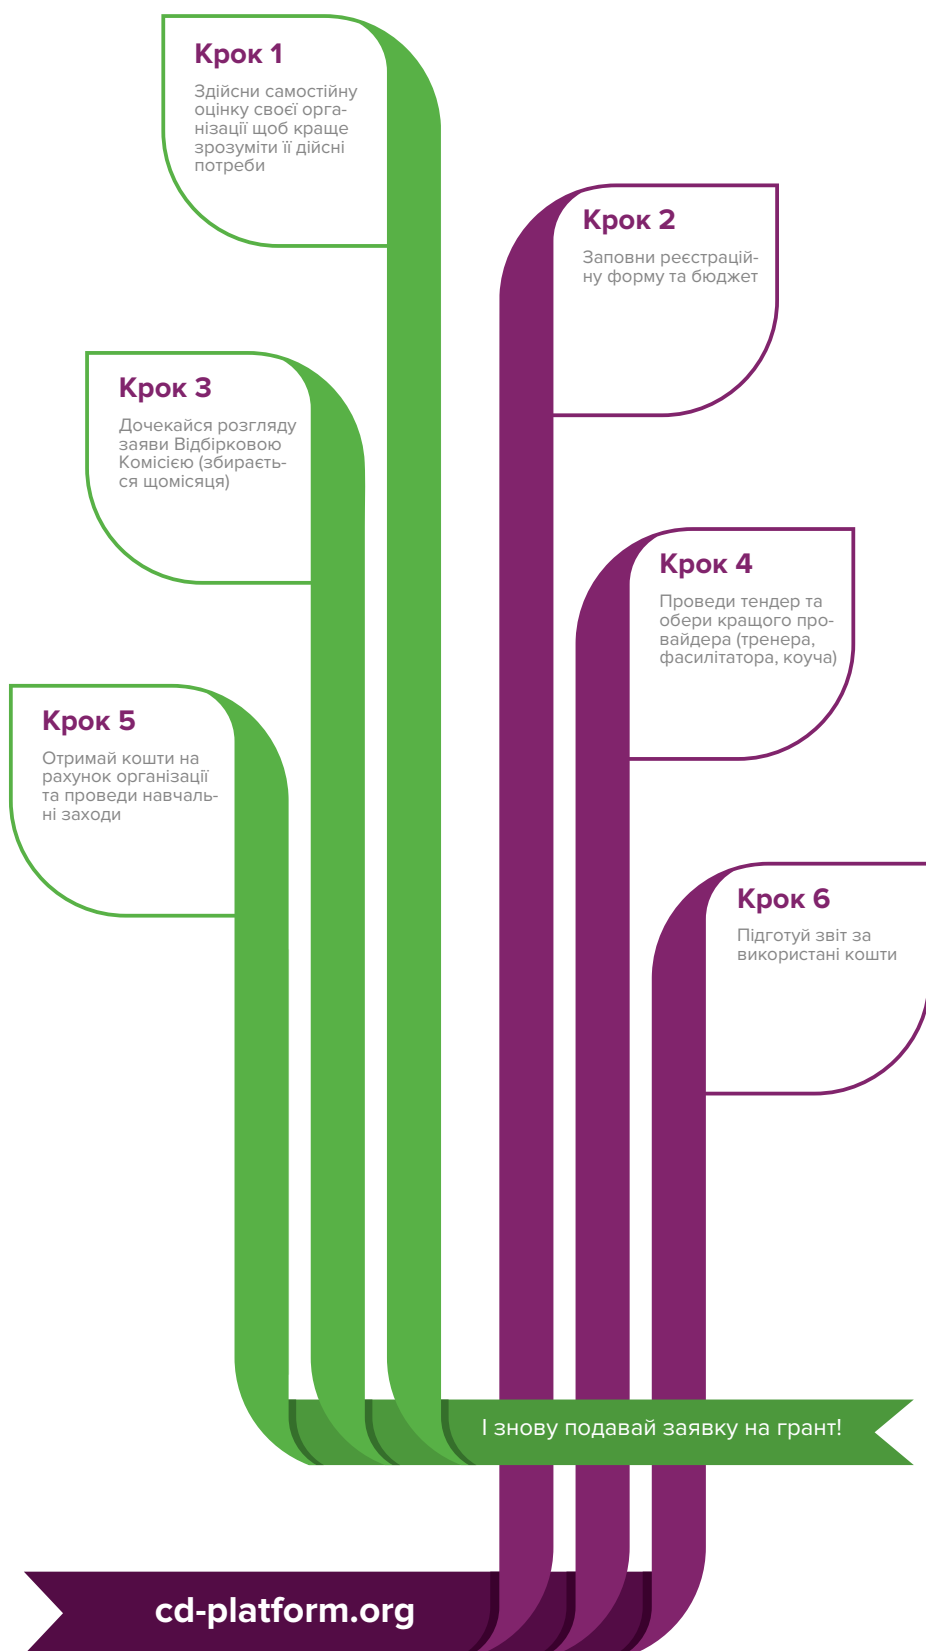 Крок 1
Здійсни самостійну
оцінку своєї орга-
нізації щоб краще
зрозуміти її дійсні
потреби
Крок 2
Заповни реєстрацій-
ну форму та бюджет
Крок 3
Дочекайся розгляду
заяви Відбірковою
Комісією (збираєть-
ся щомісяця)
Крок 4
Проведи тендер та
обери кращого про-
вайдера (тренера,
фасилітатора, коуча)
Крок 5
Отримай кошти на
рахунок організації
та проведи навчаль-
ні заходи
Крок 6
Підготуй звіт за
використані кошти
І знову подавай заявку на грант!
cd-platform.org